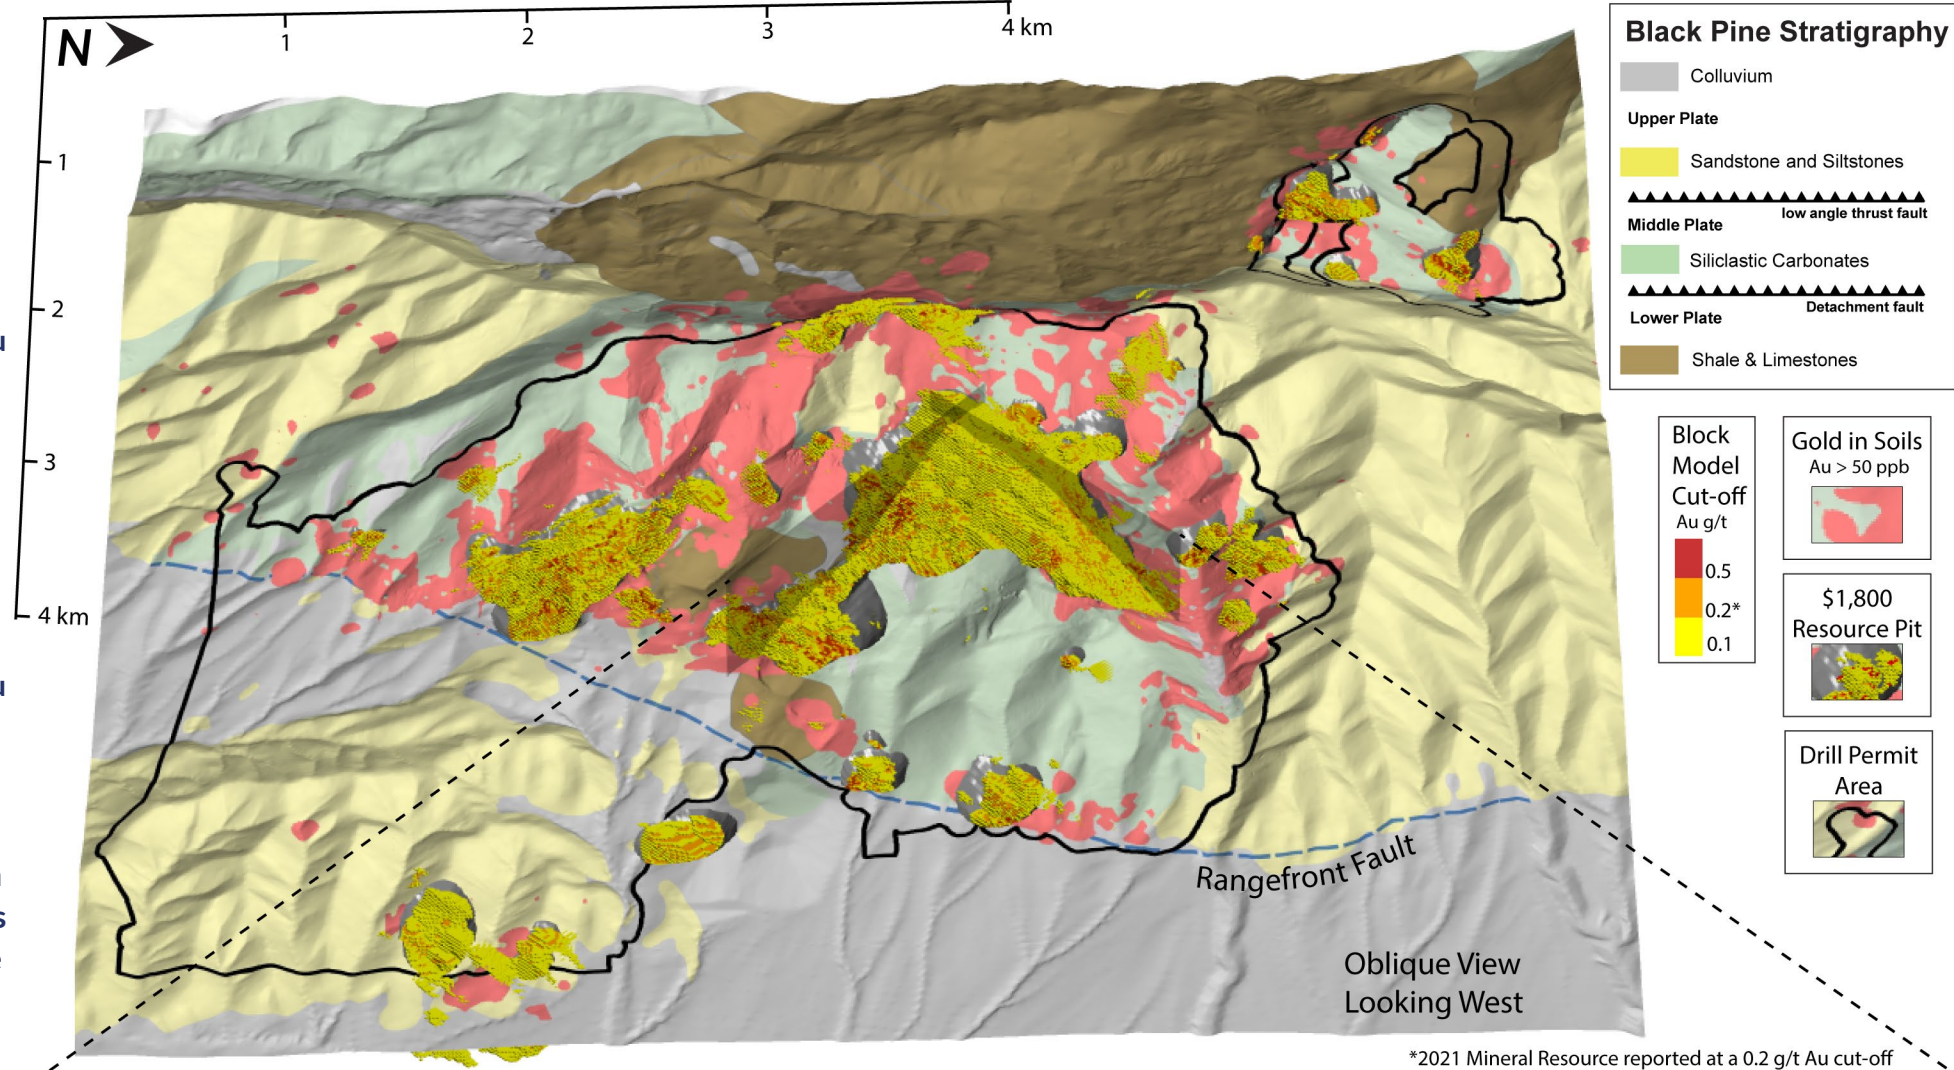 N
1
2
3
4 km
1
2
3
4 km
Rangefront Fault
Oblique View
Looking West
*2021 Mineral Resource reported at a 0.2 g/t Au cut-off
Black Pine Stratigraphy
Colluvium
Upper Plate
Sandstone and Siltstones
low angle thrust fault
Middle Plate
Siliclastic Carbonates
Detachment fault
Lower Plate
Shale & Limestones
Block
Model
Cut-off
Au g/t
0.5
0.2*
0.1
Gold in Soils
Au > 50 ppb
$1,800
Resource Pit
Drill Permit
Area